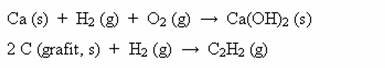 Ca (s) + H₂ (g) + O₂ (g) → Ca(OH)₂ (s)
2 C (grafit, s) + H₂ (g) → C₂H₂ (g)